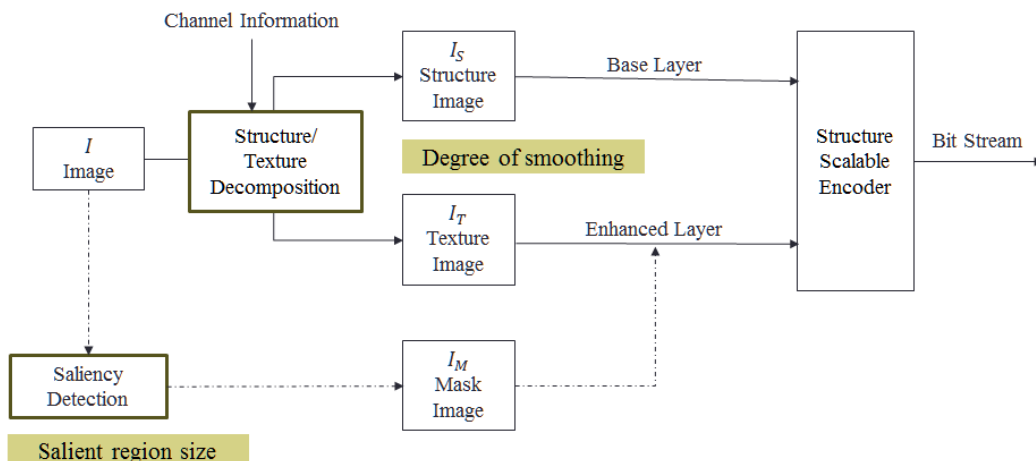 Channel Information
I_S
Structure
Image
Base Layer
Structure/
Texture
Decomposition
I
Image
Degree of smoothing
Structure
Scalable
Encoder
Bit Stream
I_T
Texture
Image
Enhanced Layer
Saliency
Detection
I_M
Mask
Image
Salient region size